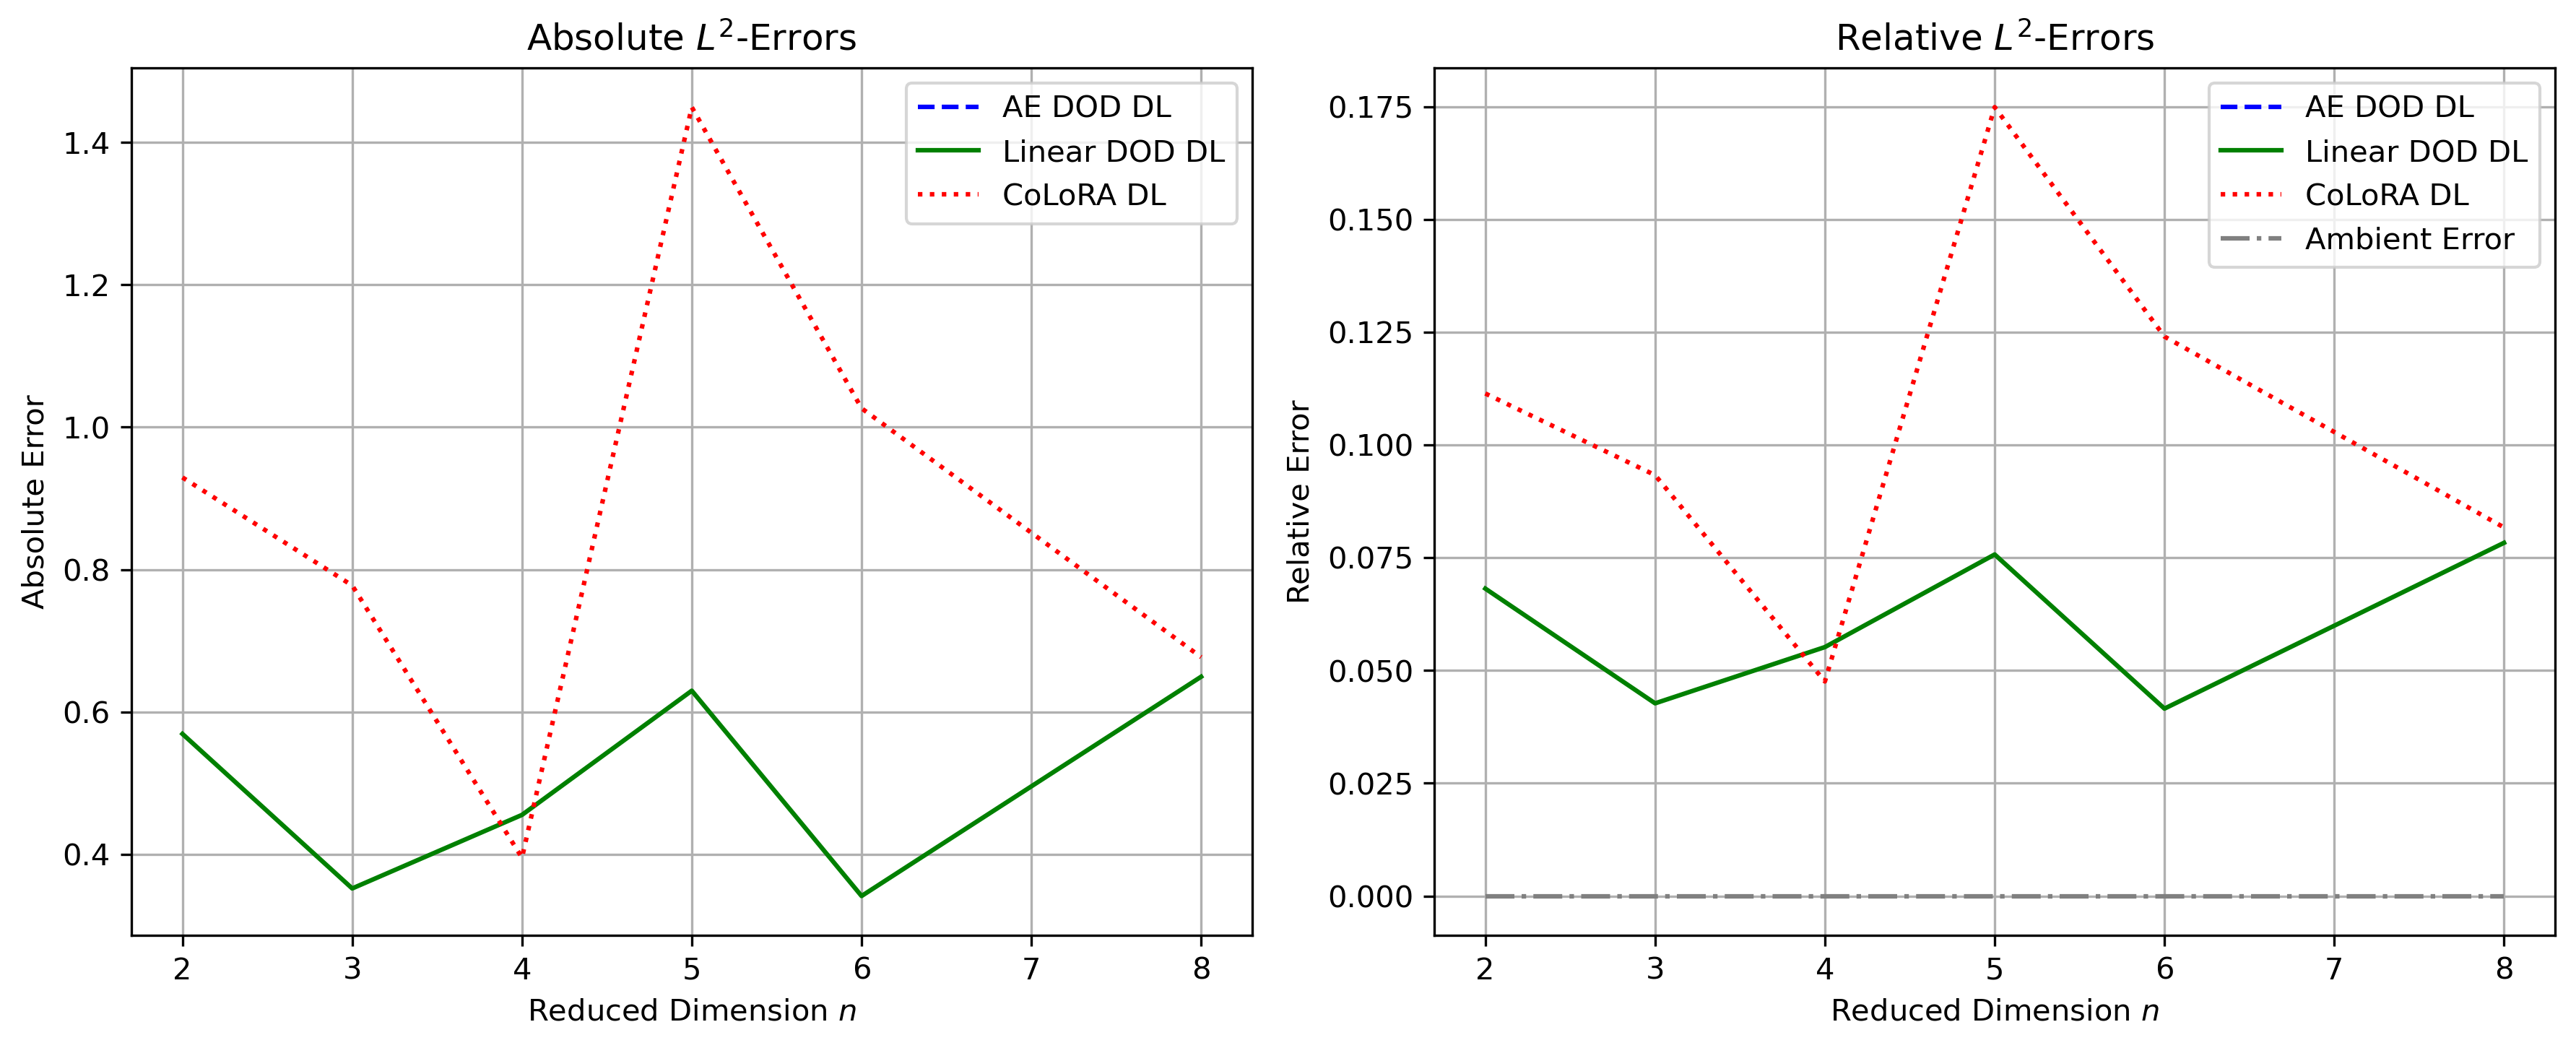 Absolute L²-Errors
Absolute Error
1.4
1.2
1.0
0.8
0.6
0.4
AE DOD DL
Linear DOD DL
CoLoRA DL
2 3 4 5 6 7 8
Reduced Dimension n
Relative L²-Errors
Relative Error
0.175
0.150
0.125
0.100
0.075
0.050
0.025
0.000
AE DOD DL
Linear DOD DL
CoLoRA DL
Ambient Error
2 3 4 5 6 7 8
Reduced Dimension n